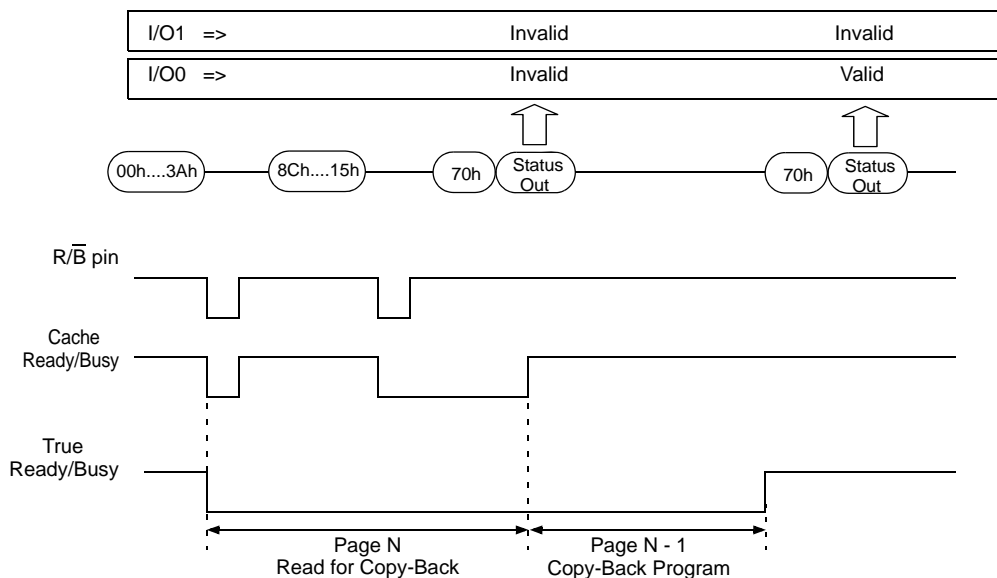 I/O1 => Invalid Invalid
I/O0 => Invalid Valid
00h....3Ah 8Ch....15h 70h Status Out 70h Status Out
R/B̅ pin
Cache
Ready/Busy
True
Ready/Busy
Page N
Read for Copy-Back
Page N - 1
Copy-Back Program